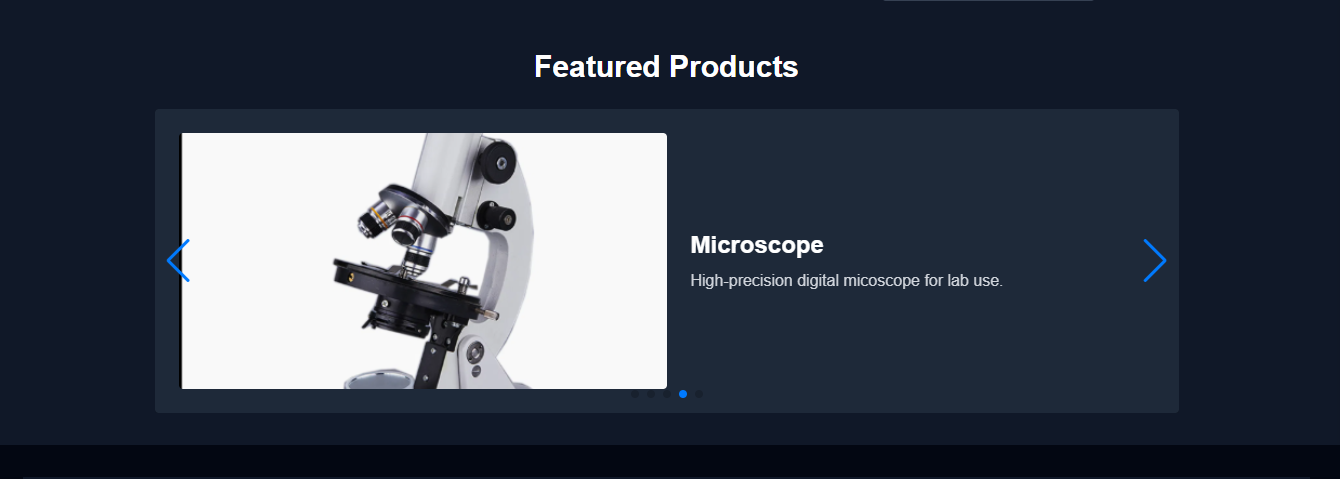 Featured Products
Microscope
High-precision digital micoscope for lab use.